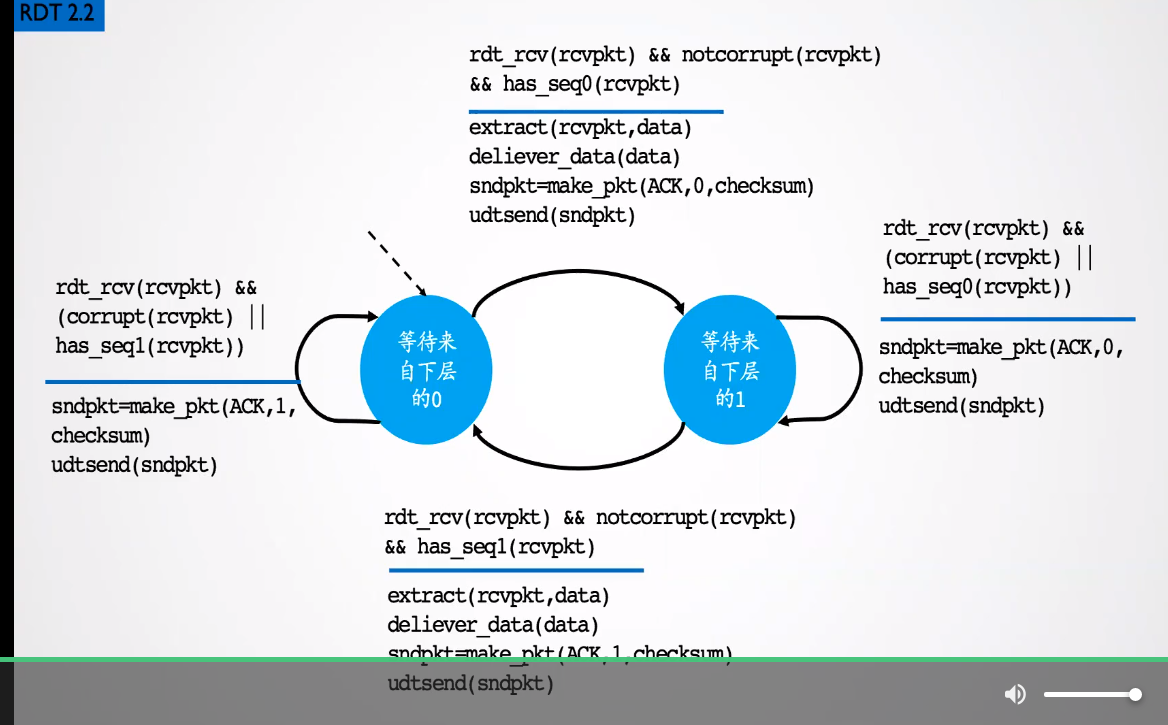 RDT 2.2
rdt_rcv(rcvpkt) && notcorrupt(rcvpkt)
&& has_seq0(rcvpkt)
extract(rcvpkt,data)
deliever_data(data)
sndpkt=make_pkt(ACK,0,checksum)
udtsend(sndpkt)
rdt_rcv(rcvpkt) &&
(corrupt(rcvpkt) ||
has_seq0(rcvpkt))
sndpkt=make_pkt(ACK,0,
checksum)
udtsend(sndpkt)
rdt_rcv(rcvpkt) &&
(corrupt(rcvpkt) ||
has_seq1(rcvpkt))
sndpkt=make_pkt(ACK,1,
checksum)
udtsend(sndpkt)
等待来
自下层
的0
等待来
自下层
的1
rdt_rcv(rcvpkt) && notcorrupt(rcvpkt)
&& has_seq1(rcvpkt)
extract(rcvpkt,data)
deliever_data(data)
sndpkt=make_pkt(ACK,1,checksum)
udtsend(sndpkt)